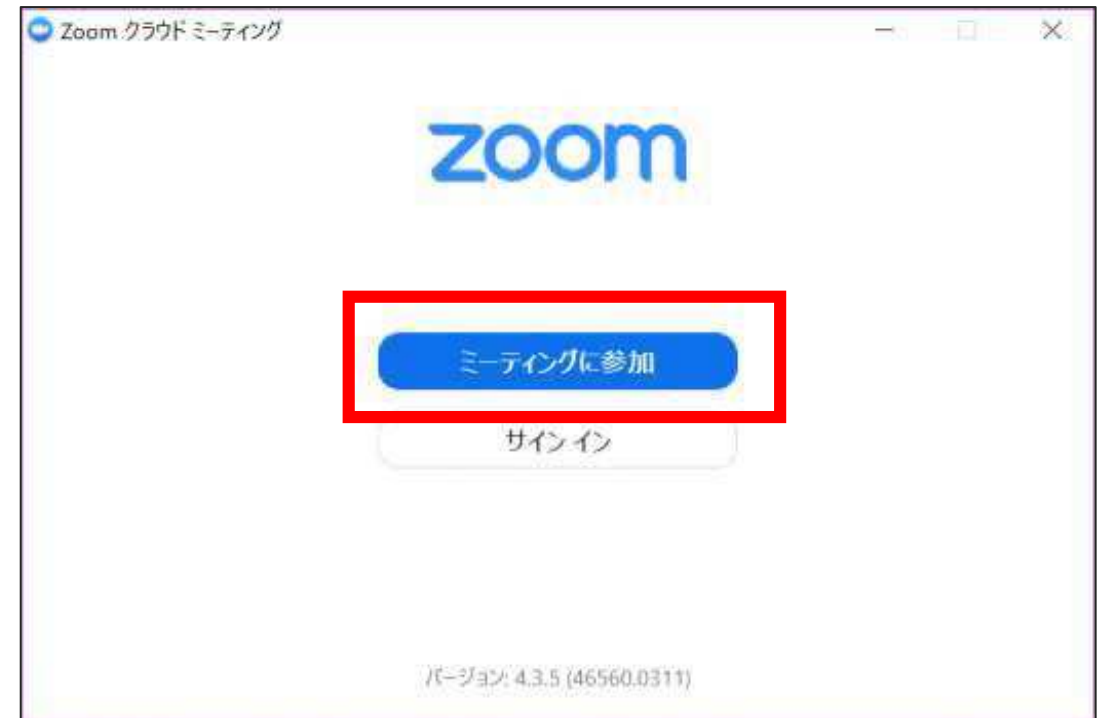 Zoom クラウド ミーティング
zoom
ミーティングに参加
サイン イン
バージョン: 4.3.5 (46560.0311)